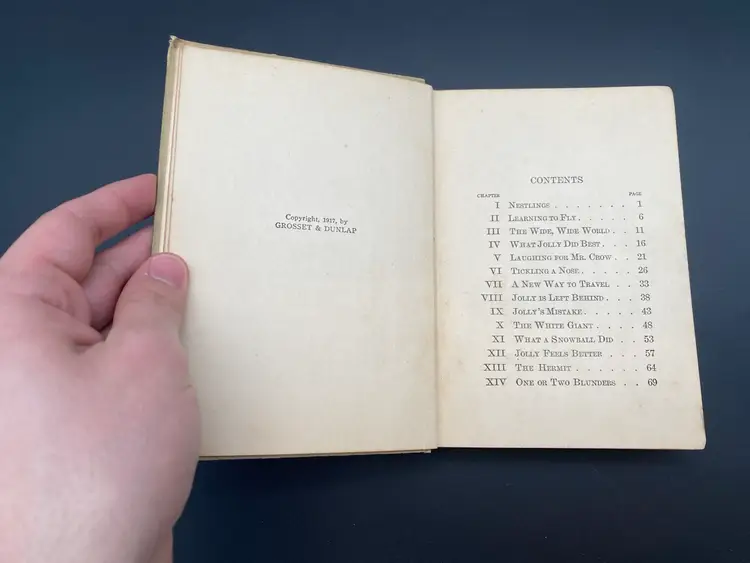 Copyright, 1917, by
GROSSET & DUNLAP
CONTENTS
CHAPTER PAGE
I NESTLINGS . . . . . . . 1
II LEARNING TO FLY . . . . . 6
III THE WIDE, WIDE WORLD . . 11
IV WHAT JOLLY DID BEST . . . 16
V LAUGHING FOR MR. CROW . . 21
VI TICKLING A NOSE . . . . . 26
VII A NEW WAY TO TRAVEL . . . 33
VIII JOLLY IS LEFT BEHIND . . . 38
IX JOLLY'S MISTAKE . . . . . 43
X THE WHITE GIANT . . . . 48
XI WHAT A SNOWBALL DID . . 53
XII JOLLY FEELS BETTER . . . 57
XIII THE HERMIT . . . . . . 64
XIV ONE OR TWO BLUNDERS . . 69